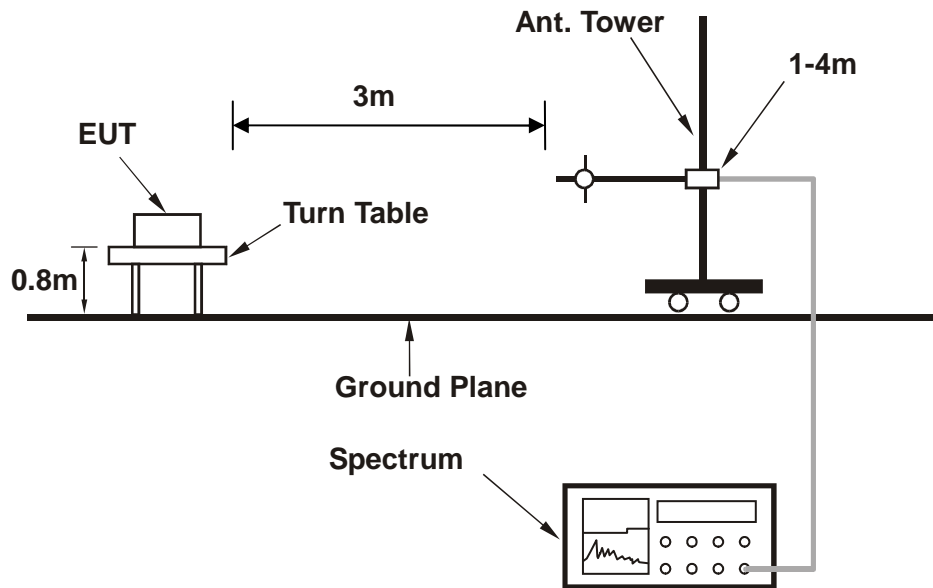 Ant. Tower
1-4m
3m
EUT
Turn Table
0.8m
Ground Plane
Spectrum